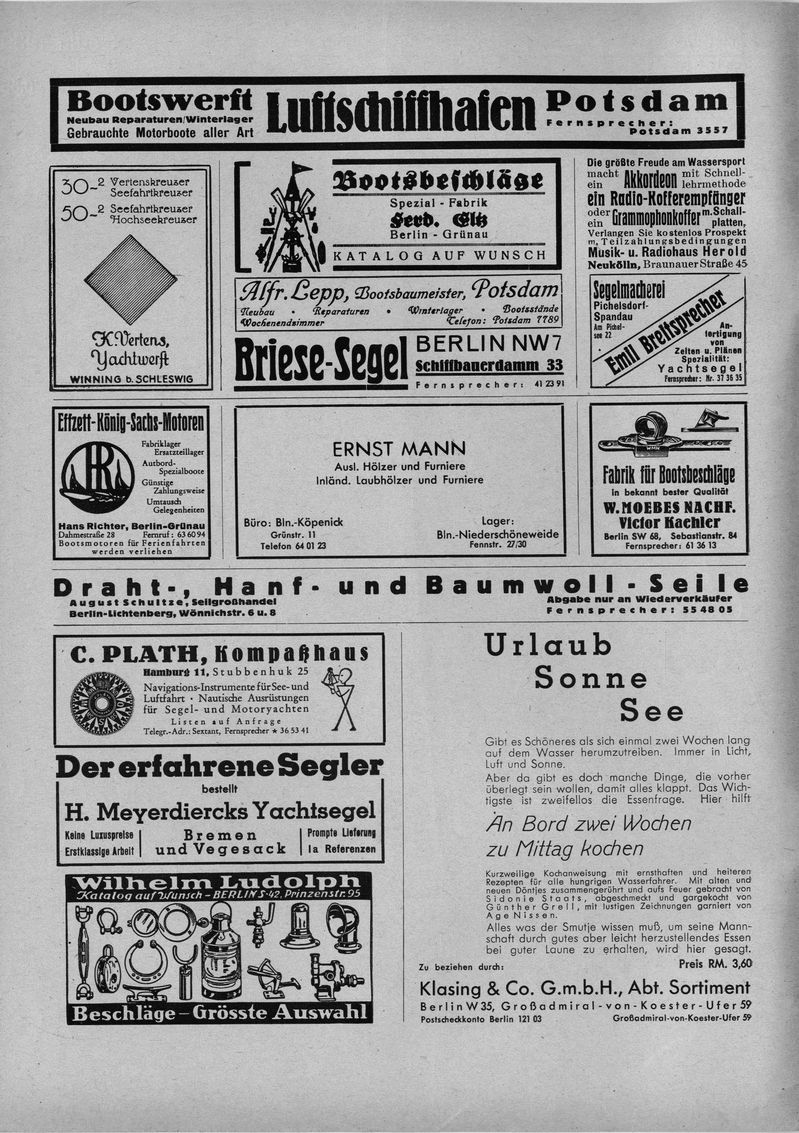 Bootswerft
Neubau Reparaturen/Winterlager
Gebrauchte Motorboote aller Art
Luftschiffhafen
Potsdam
Fernsprecher:
Potsdam 3557
30-² Vertenskreuzer
Seefahrtkreuzer
50-² Seefahrtkreuzer
Hochseekreuzer
K. Vertens,
Yachtwerft
WINNING b. SCHLESWIG
Bootsbeschläge
Spezial - Fabrik
Ferd. Eltz
Berlin - Grünau
KATALOG AUF WUNSCH
Die größte Freude am Wassersport
macht ein Akkordeon mit Schnell-
lehrmethode
ein Radio-Kofferempfänger
oder ein Grammophonkoffer m. Schall-
platten,
Verlangen Sie kostenlos Prospekt
m. Teilzahlungsbedingungen
Musik- u. Radiohaus Herold
Neukölln, Braunauer Straße 45
Alfr. Lepp, Bootsbaumeister, Potsdam
Neubau • Reparaturen • Winterlager • Bootsstände
Wochenendzimmer Telefon: Potsdam 7789
Briese-Segel
BERLIN NW7
Schiffbauerdamm 33
Fernsprecher: 41 23 91
Segelmacherei
Pichelsdorf-
Spandau
Am Pichel-
see 22
Emil Breitsprecher
An-
fertigung
von
Zelten u. Plänen
Spezialität:
Yachtsegel
Fernsprecher: Nr. 37 36 35
Effzett-König-Sachs-Motoren
HR
Fabriklager
Ersatzteillager
Autbord-
Spezialboote
Günstige
Zahlungsweise
Umtausch
Gelegenheiten
Hans Richter, Berlin-Grünau
Dahmestraße 28 Fernruf: 63 60 94
Bootsmotoren für Ferienfahrten
werden verliehen
ERNST MANN
Ausl. Hölzer und Furniere
Inländ. Laubhölzer und Furniere
Büro: Bln.-Köpenick
Grünstr. 11
Telefon 64 01 23
Lager:
Bln.-Niederschöneweide
Fennstr. 27/30
Fabrik für Bootsbeschläge
in bekannt bester Qualität
W. MOEBES NACHF.
Victor Kaehler
Berlin SW 68, Sebastianstr. 84
Fernsprecher: 61 36 13
Draht-, Hanf- und Baumwoll-Seile
August Schultze, Seilgroßhandel
Berlin-Lichtenberg, Wönnichstr. 6 u. 8
Abgabe nur an Wiederverkäufer
Fernsprecher: 55 48 05
C. PLATH, Kompaßhaus
Hamburg 11, Stubbenhuk 25
Navigations-Instrumente für See- und
Luftfahrt · Nautische Ausrüstungen
für Segel- und Motoryachten
Listen auf Anfrage
Telegr.-Adr.: Sextant, Fernsprecher * 36 53 41
Der erfahrene Segler
bestellt
H. Meyerdiercks Yachtsegel
Keine Luxuspreise
Erstklassige Arbeit
Bremen
und Vegesack
Prompte Lieferung
Ia Referenzen
Wilhelm Ludolph
Katalog auf Wunsch - BERLIN S·42, Prinzenstr. 95
Beschläge - Grösste Auswahl
Urlaub
Sonne
See
Gibt es Schöneres als sich einmal zwei Wochen lang
auf dem Wasser herumzutreiben. Immer in Licht,
Luft und Sonne.
Aber da gibt es doch manche Dinge, die vorher
überlegt sein wollen, damit alles klappt. Das Wich-
tigste ist zweifellos die Essenfrage. Hier hilft
An Bord zwei Wochen
zu Mittag kochen
Kurzweilige Kochanweisung mit ernsthaften und heiteren
Rezepten für alle hungrigen Wasserfahrer. Mit alten und
neuen Döntjes zusammengerührt und aufs Feuer gebracht von
Sidonie Staats, abgeschmeckt und gargekocht von
Günther Grell, mit lustigen Zeichnungen garniert von
Age Nissen.
Alles was der Smutje wissen muß, um seine Mann-
schaft durch gutes aber leicht herzustellendes Essen
bei guter Laune zu erhalten, wird hier gesagt.
Zu beziehen durch: Preis RM. 3,60
Klasing & Co. G.m.b.H., Abt. Sortiment
Berlin W 35, Großadmiral-von-Koester-Ufer 59
Postscheckkonto Berlin 121 03 Großadmiral-von-Koester-Ufer 59